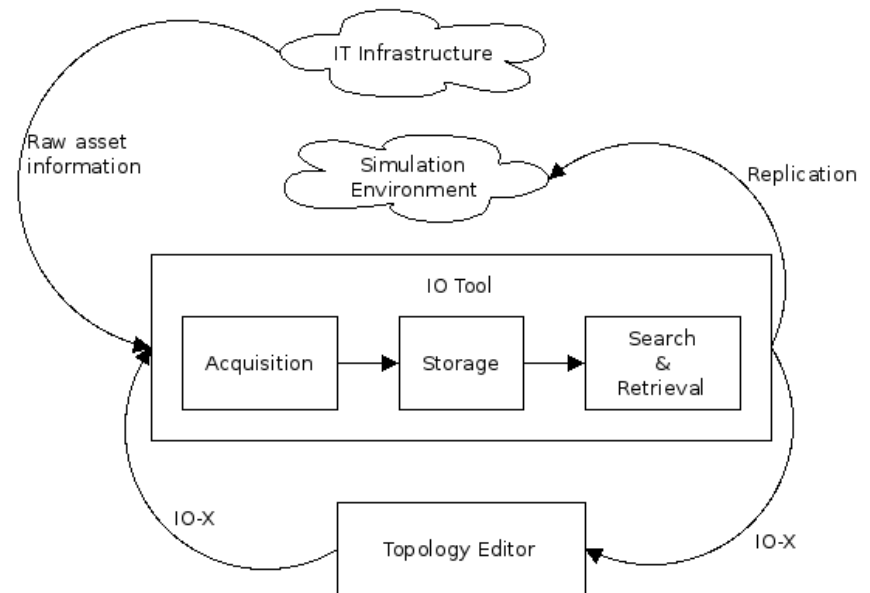 IT Infrastructure
Raw asset
information
Simulation
Environment
Replication
IO Tool
Acquisition
Storage
Search
&
Retrieval
IO-X
Topology Editor
IO-X